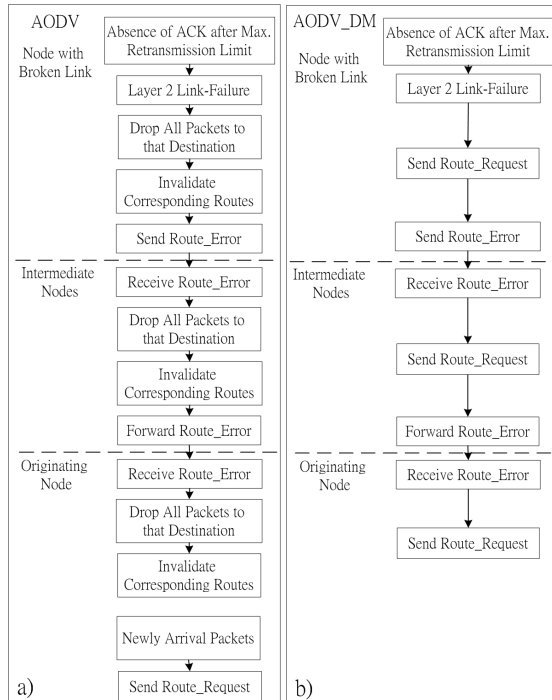 AODV
Node with
Broken Link
Absence of ACK after Max.
Retransmission Limit
Layer 2 Link-Failure
Drop All Packets to
that Destination
Invalidate
Corresponding Routes
Send Route_Error
Intermediate
Nodes
Receive Route_Error
Drop All Packets to
that Destination
Invalidate
Corresponding Routes
Forward Route_Error
Originating
Node
Receive Route_Error
Drop All Packets to
that Destination
Invalidate
Corresponding Routes
Newly Arrival Packets
Send Route_Request
a)
AODV_DM
Node with
Broken Link
Absence of ACK after Max.
Retransmission Limit
Layer 2 Link-Failure
Send Route_Request
Send Route_Error
Intermediate
Nodes
Receive Route_Error
Send Route_Request
Forward Route_Error
Originating
Node
Receive Route_Error
Send Route_Request
b)